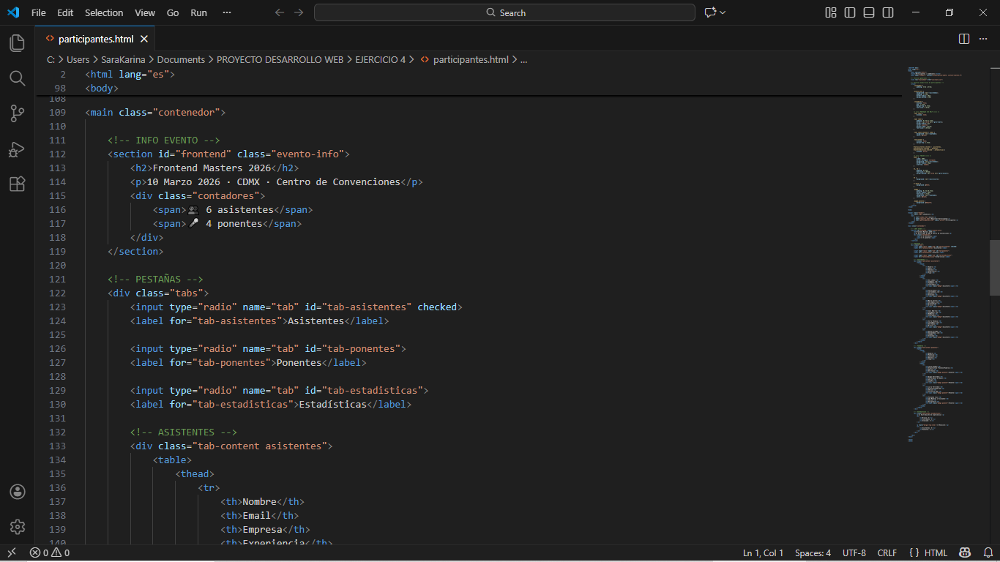 File Edit Selection View Go Run ··· Search
participantes.html
C: > Users > SaraKarina > Documents > PROYECTO DESARROLLO WEB > EJERCICIO 4 > <> participantes.html > ...
2 <html lang="es">
98 <body>
108
109 <main class="contenedor">
110
111 <!-- INFO EVENTO -->
112 <section id="frontend" class="evento-info">
113 <h2>Frontend Masters 2026</h2>
114 <p>10 Marzo 2026 · CDMX · Centro de Convenciones</p>
115 <div class="contadores">
116 <span>👥 6 asistentes</span>
117 <span>🎤 4 ponentes</span>
118 </div>
119 </section>
120
121 <!-- PESTAÑAS -->
122 <div class="tabs">
123 <input type="radio" name="tab" id="tab-asistentes" checked>
124 <label for="tab-asistentes">Asistentes</label>
125
126 <input type="radio" name="tab" id="tab-ponentes">
127 <label for="tab-ponentes">Ponentes</label>
128
129 <input type="radio" name="tab" id="tab-estadisticas">
130 <label for="tab-estadisticas">Estadísticas</label>
131
132 <!-- ASISTENTES -->
133 <div class="tab-content asistentes">
134 <table>
135 <thead>
136 <tr>
137 <th>Nombre</th>
138 <th>Email</th>
139 <th>Empresa</th>
140 <th>Experiencia</th>
0 0 Ln 1, Col 1 Spaces: 4 UTF-8 CRLF {} HTML